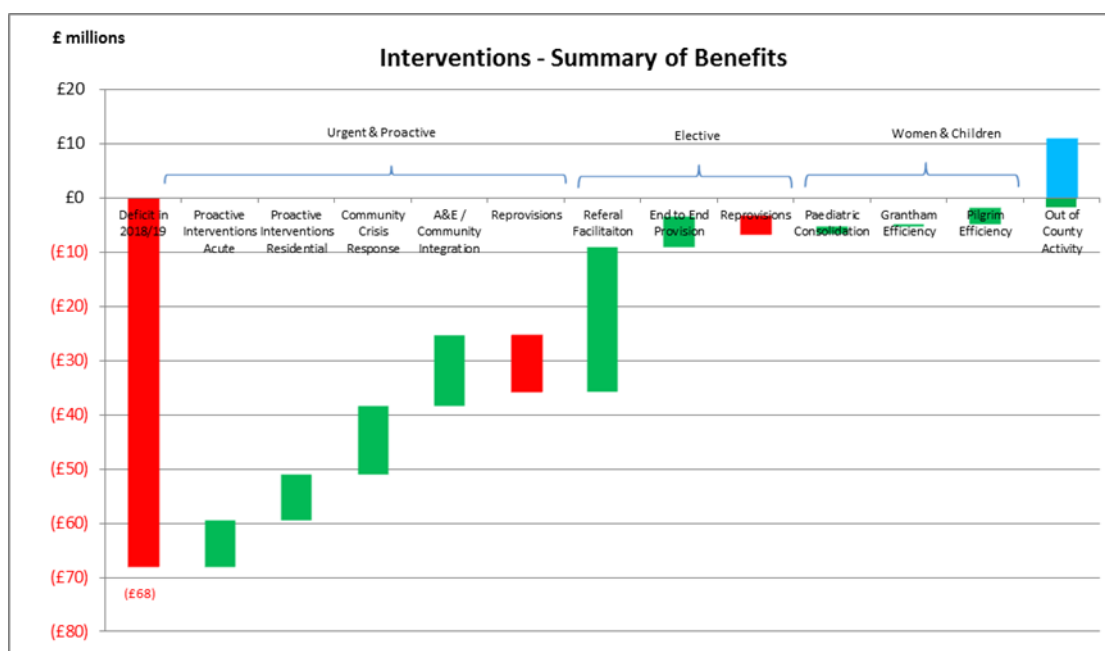 £ millions
Interventions - Summary of Benefits
£20
£10
£0
(£10)
(£20)
(£30)
(£40)
(£50)
(£60)
(£70)
(£80)
Urgent & Proactive
Elective
Women & Children
Deficit in
2018/19
Proactive
Interventions
Acute
Proactive
Interventions
Residential
Community
Crisis
Response
A&E /
Community
Integration
Reprovisions
Referal
Facilitaiton
End to End
Provision
Reprovisions
Paediatric
Consolidation
Grantham
Efficiency
Pilgrim
Efficiency
Out of
County
Activity
(£68)